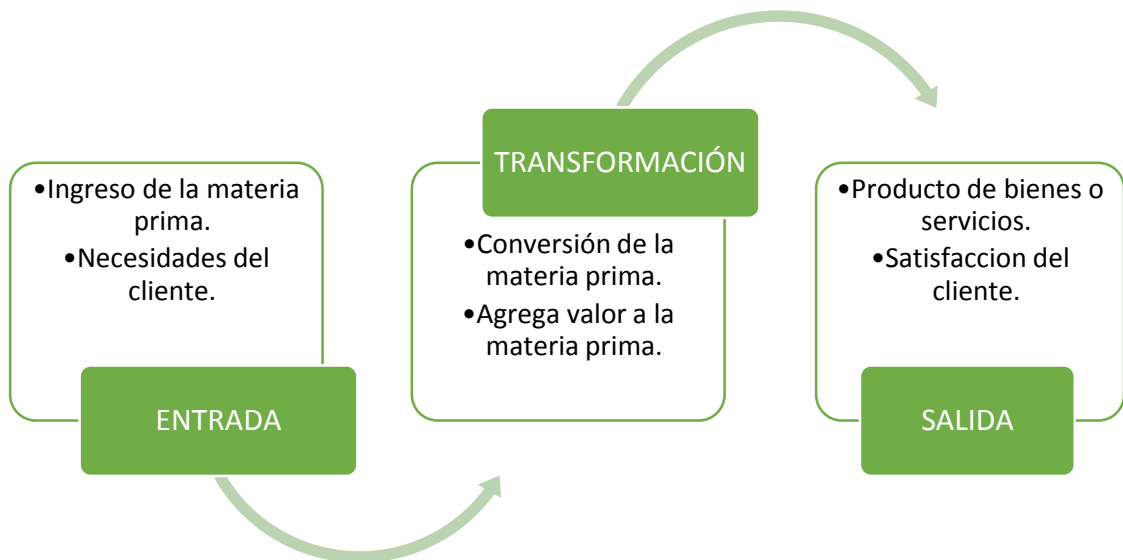 •Ingreso de la materia
prima.
•Necesidades del
cliente.
ENTRADA
TRANSFORMACIÓN
•Conversión de la
materia prima.
•Agrega valor a la
materia prima.
•Producto de bienes o
servicios.
•Satisfaccion del
cliente.
SALIDA